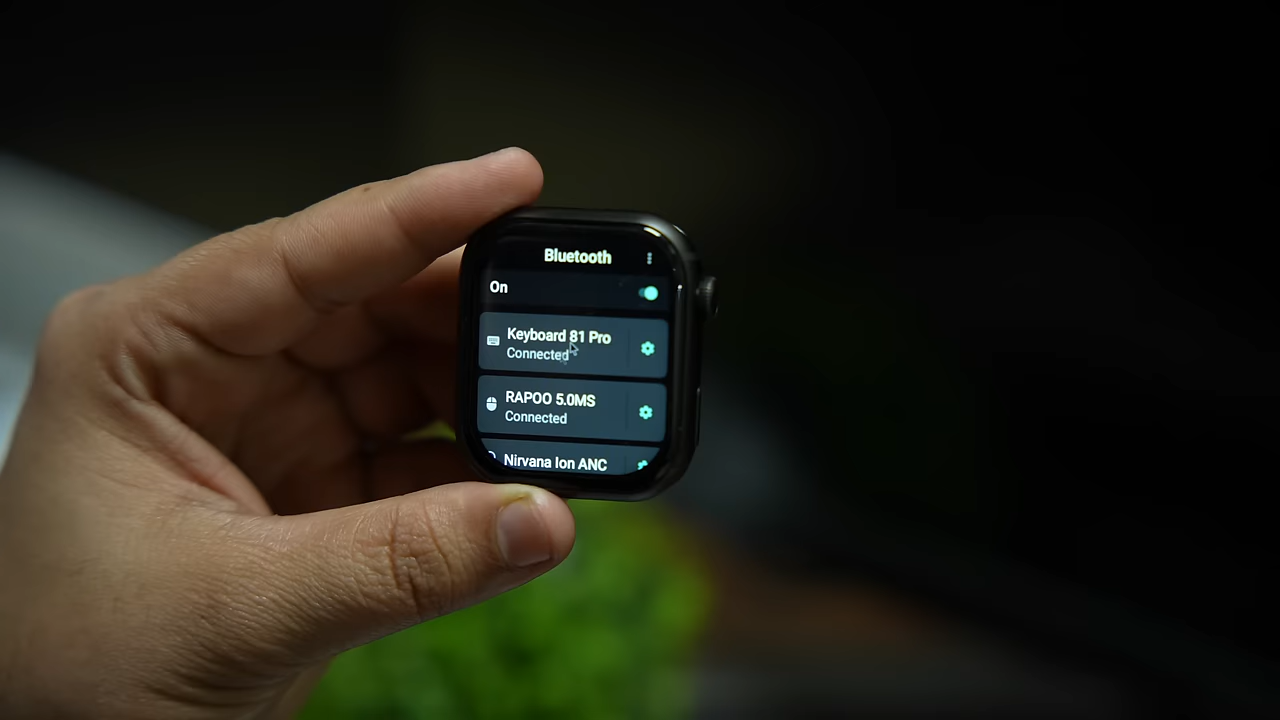 Bluetooth
On
Keyboard 81 Pro
Connected
RAPOO 5.0MS
Connected
Nirvana Ion ANC